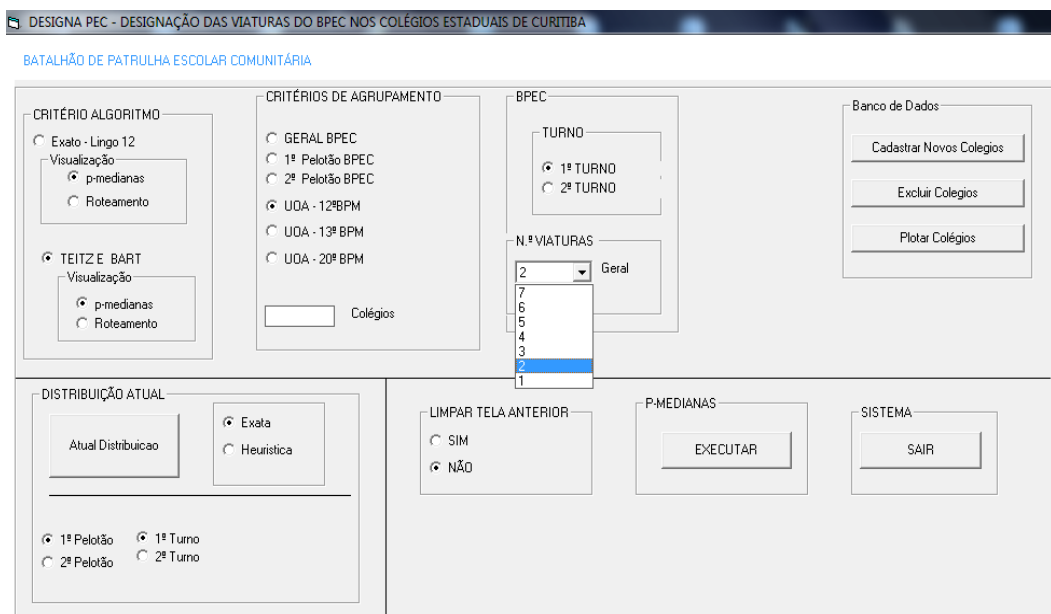 DESIGNA PEC - DESIGNAÇÃO DAS VIATURAS DO BPEC NOS COLÉGIOS ESTADUAIS DE CURITIBA
BATALHÃO DE PATRULHA ESCOLAR COMUNITÁRIA
CRITÉRIO ALGORITMO
Exato - Lingo 12
Visualização
p-medianas
Roteamento
TEITZ E BART
Visualização
p-medianas
Roteamento
CRITÉRIOS DE AGRUPAMENTO
GERAL BPEC
1º Pelotão BPEC
2º Pelotão BPEC
UOA - 12ºBPM
UOA - 13º BPM
UOA - 20º BPM
Colégios
BPEC
TURNO
1º TURNO
2º TURNO
N.º VIATURAS
2
Geral
7
6
5
4
3
2
1
Banco de Dados
Cadastrar Novos Colegios
Excluir Colegios
Plotar Colégios
DISTRIBUIÇÃO ATUAL
Atual Distribuicao
Exata
Heuristica
1º Pelotão
1º Turno
2º Pelotão
2º Turno
LIMPAR TELA ANTERIOR
SIM
NÃO
P-MEDIANAS
EXECUTAR
SISTEMA
SAIR